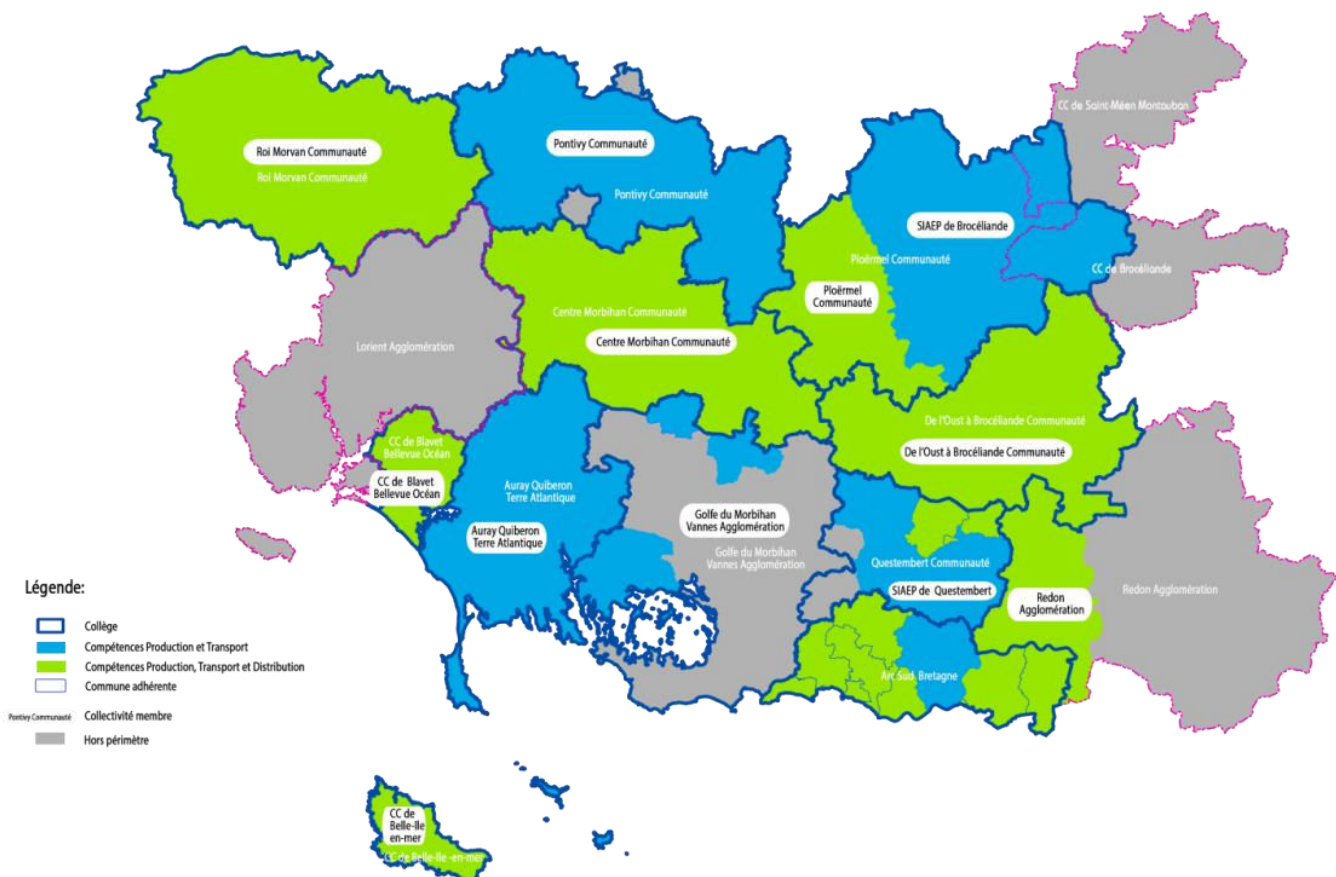 CC de Saint-Méen Montauban
Roi Morvan Communauté
Roi Morvan Communauté
Pontivy Communauté
Pontivy Communauté
SIAEP de Brocéliande
Ploërmel Communauté
CC de Brocéliande
Ploërmel
Communauté
Centre Morbihan Communauté
Centre Morbihan Communauté
Lorient Agglomération
De l'Oust à Brocéliande Communauté
De l'Oust à Brocéliande Communauté
CC de Blavet
Bellevue Océan
CC de Blavet
Bellevue Océan
Auray Quiberon
Terre Atlantique
Auray Quiberon
Terre Atlantique
Golfe du Morbihan
Vannes Agglomération
Golfe du Morbihan
Vannes Agglomération
Questembert Communauté
SIAEP de Questembert
Redon
Agglomération
Redon Agglomération
Arc Sud Bretagne
Légende:
Collège
Compétences Production et Transport
Compétences Production, Transport et Distribution
Commune adhérente
Pontivy Communauté Collectivité membre
Hors périmètre
CC de
Belle-Ile
en-mer
CC de Belle-Ile -en-mer